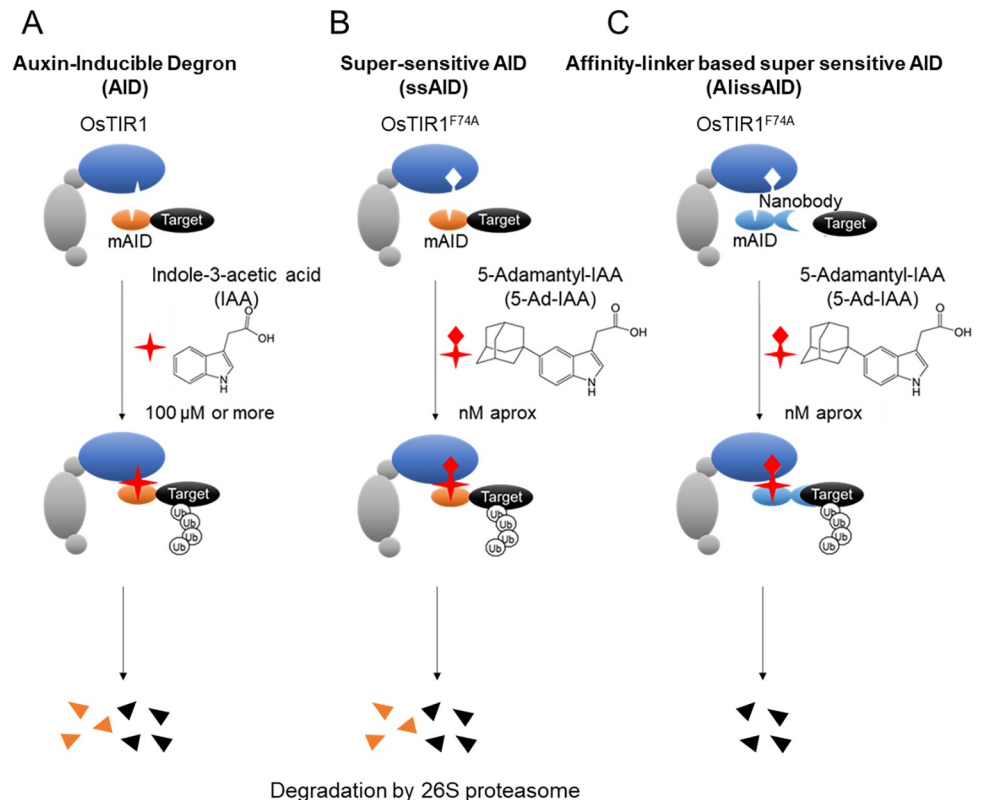 A
Auxin-Inducible Degron
(AID)
OsTIR1
Target
mAID
Indole-3-acetic acid
(IAA)
O
OH
N
H
100 µM or more
Target
Ub
Ub
Ub
Ub
B
Super-sensitive AID
(ssAID)
OsTIR1F74A
Target
mAID
5-Adamantyl-IAA
(5-Ad-IAA)
O
OH
N
H
nM aprox
Target
Ub
Ub
Ub
Ub
C
Affinity-linker based super sensitive AID
(AlissAID)
OsTIR1F74A
Nanobody
Target
mAID
5-Adamantyl-IAA
(5-Ad-IAA)
O
OH
N
H
nM aprox
Target
Ub
Ub
Ub
Ub
Degradation by 26S proteasome